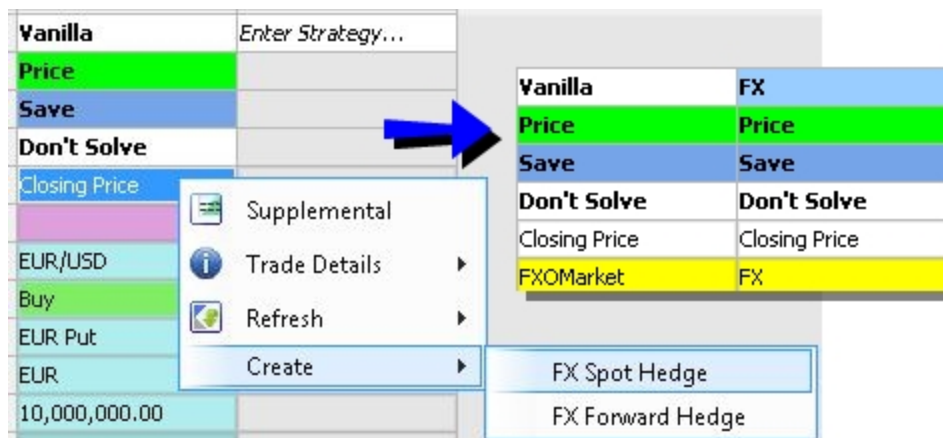 Vanilla Enter Strategy...
Price
Save
Don't Solve
Closing Price
EUR/USD
Buy
EUR Put
EUR
10,000,000.00
Supplemental
Trade Details
Refresh
Create
FX Spot Hedge
FX Forward Hedge
Vanilla FX
Price Price
Save Save
Don't Solve Don't Solve
Closing Price Closing Price
FXOMarket FX